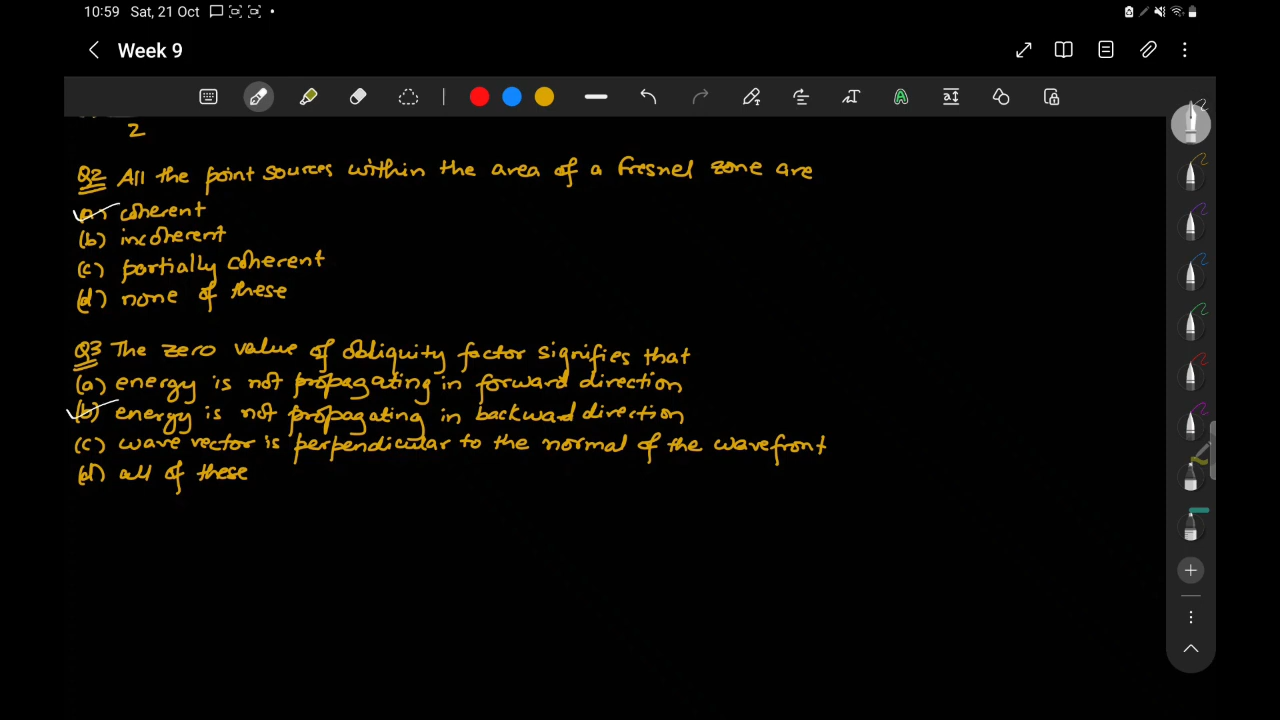 10:59 Sat, 21 Oct
Week 9
2
Q2 All the point sources within the area of a Fresnel zone are
(a) coherent
(b) incoherent
(c) partially coherent
(d) none of these
Q3 The zero value of obliquity factor signifies that
(a) energy is not propagating in forward direction
(b) energy is not propagating in backward direction
(c) wave vector is perpendicular to the normal of the wavefront
(d) all of these